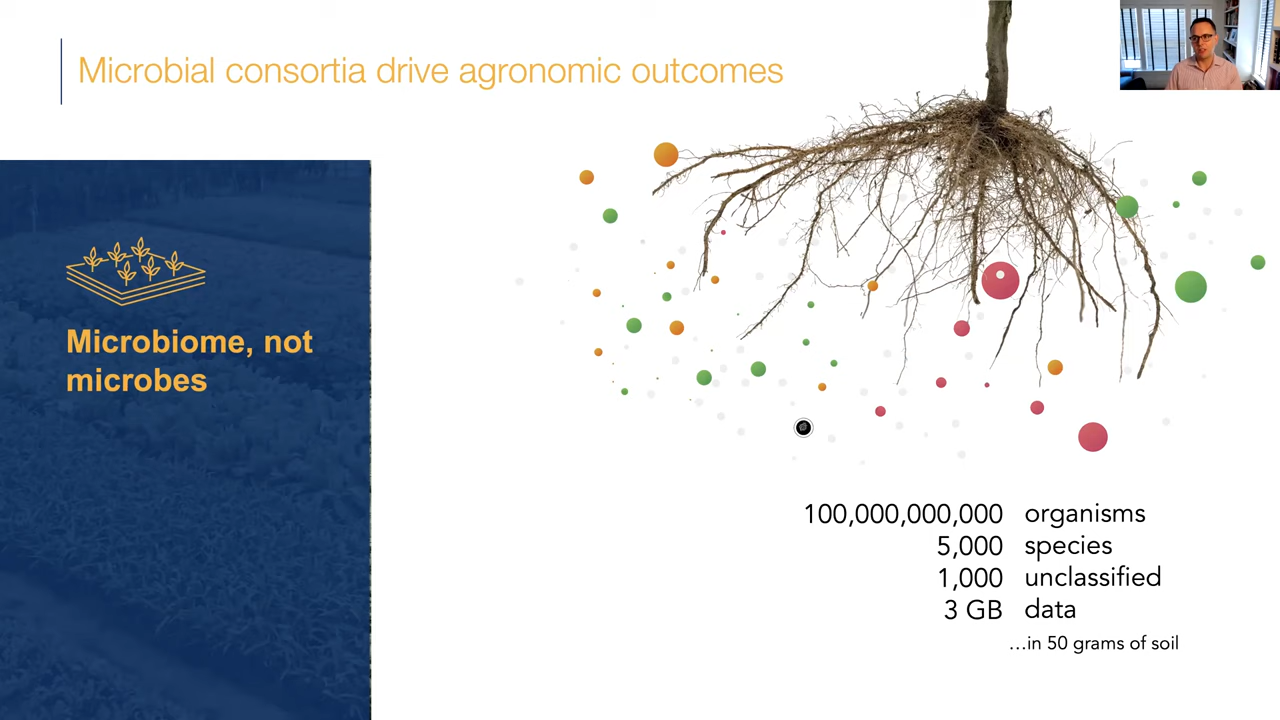 Microbial consortia drive agronomic outcomes
Microbiome, not
microbes
100,000,000,000 organisms
5,000 species
1,000 unclassified
3 GB data
...in 50 grams of soil